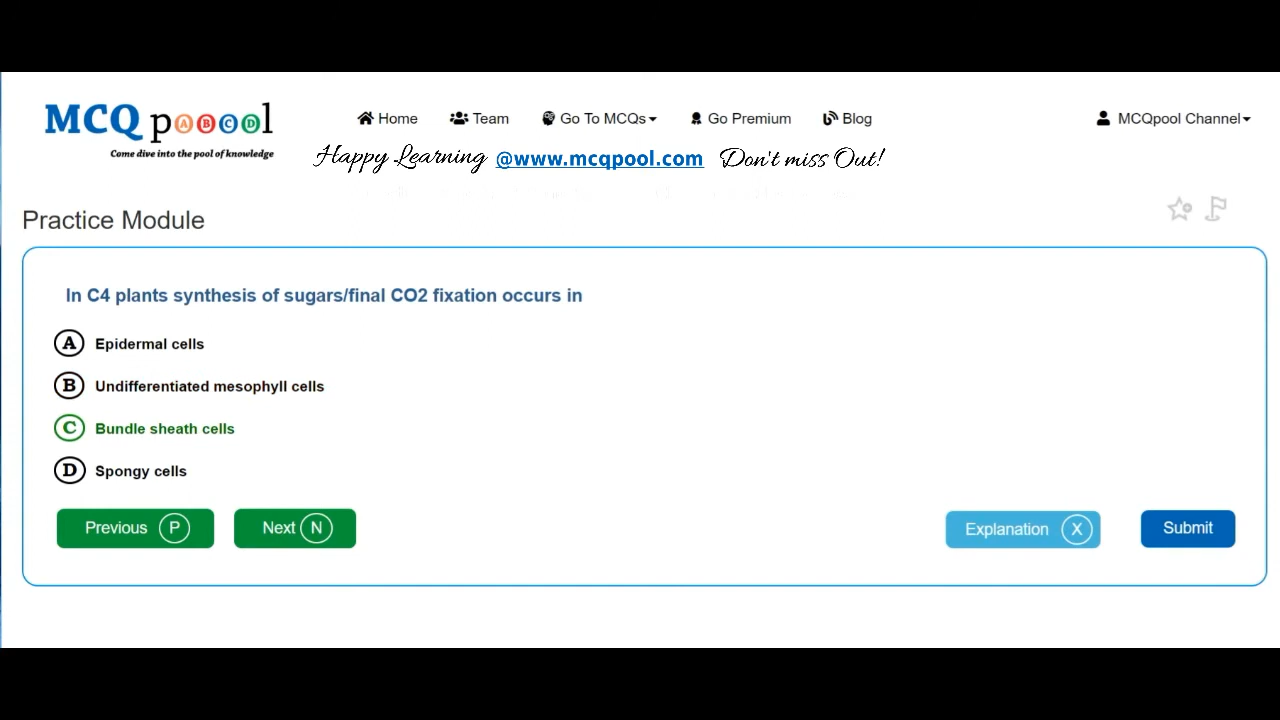 MCQ pooool
Come dive into the pool of knowledge
Home Team Go To MCQs Go Premium Blog MCQpool Channel
Happy Learning @www.mcqpool.com Don't miss Out!
Practice Module
In C4 plants synthesis of sugars/final CO2 fixation occurs in
A Epidermal cells
B Undifferentiated mesophyll cells
C Bundle sheath cells
D Spongy cells
Previous P Next N Explanation X Submit